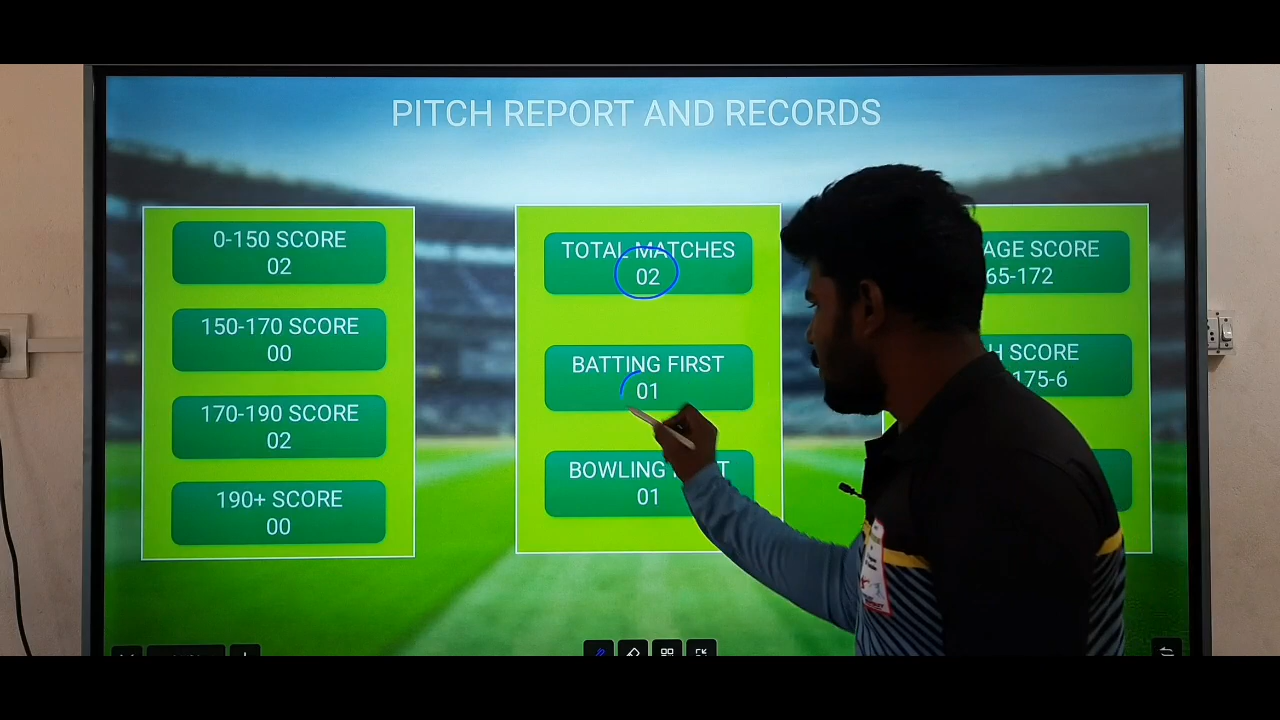 PITCH REPORT AND RECORDS
0-150 SCORE
02
150-170 SCORE
00
170-190 SCORE
02
190+ SCORE
00
TOTAL MATCHES
02
BATTING FIRST
01
BOWLING
01
SCORE
65-172
SCORE
175-6